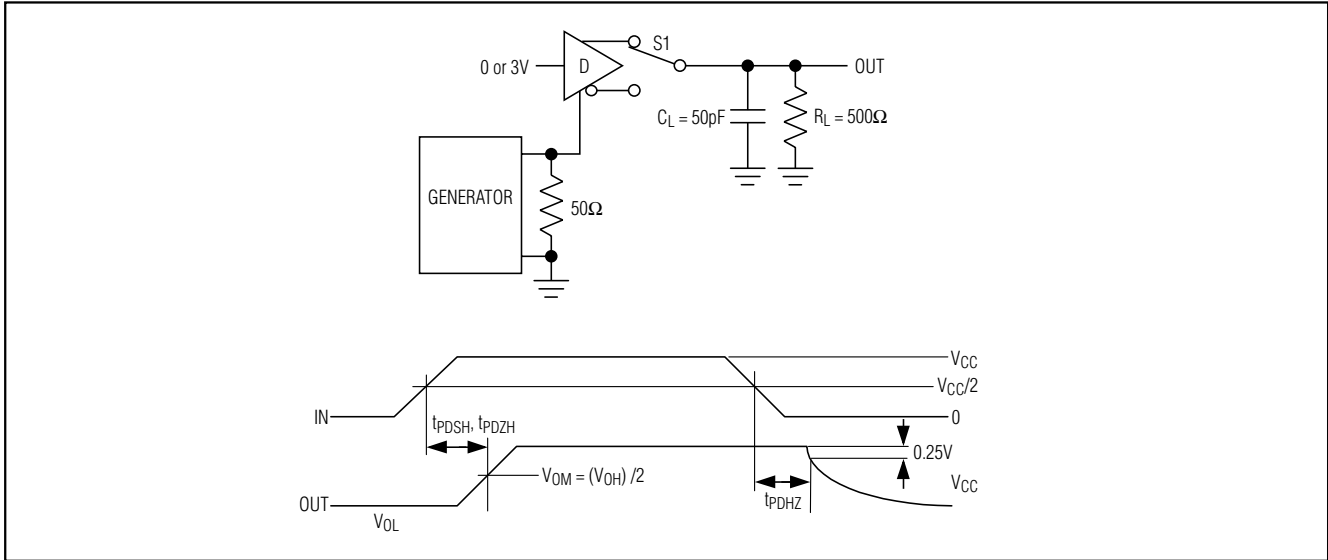 S1
0 or 3V
D
OUT
C_L = 50pF
R_L = 500Ω
GENERATOR
50Ω
V_CC
V_CC/2
IN
0
t_PDSH, t_PDZH
0.25V
V_OM = (V_OH) /2
V_CC
t_PDHZ
OUT
V_OL